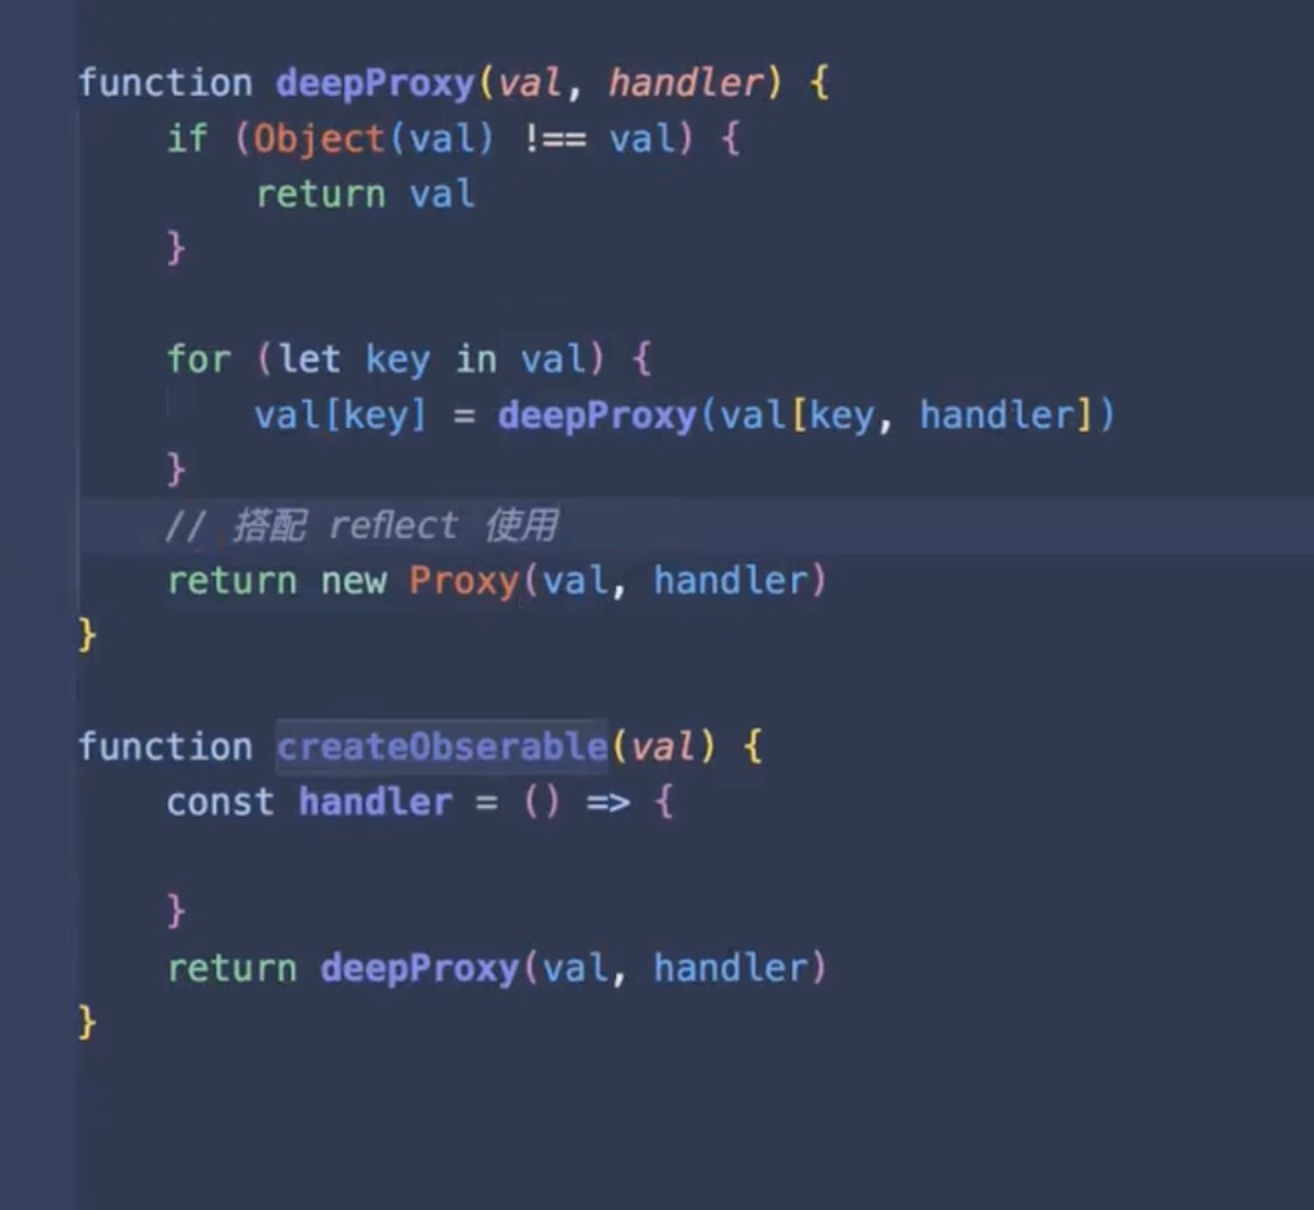 function deepProxy(val, handler) {
    if (Object(val) !== val) {
        return val
    }
    for (let key in val) {
        val[key] = deepProxy(val[key, handler])
    }
    // 搭配 reflect 使用
    return new Proxy(val, handler)
}
function createObserable(val) {
    const handler = () => {
    }
    return deepProxy(val, handler)
}